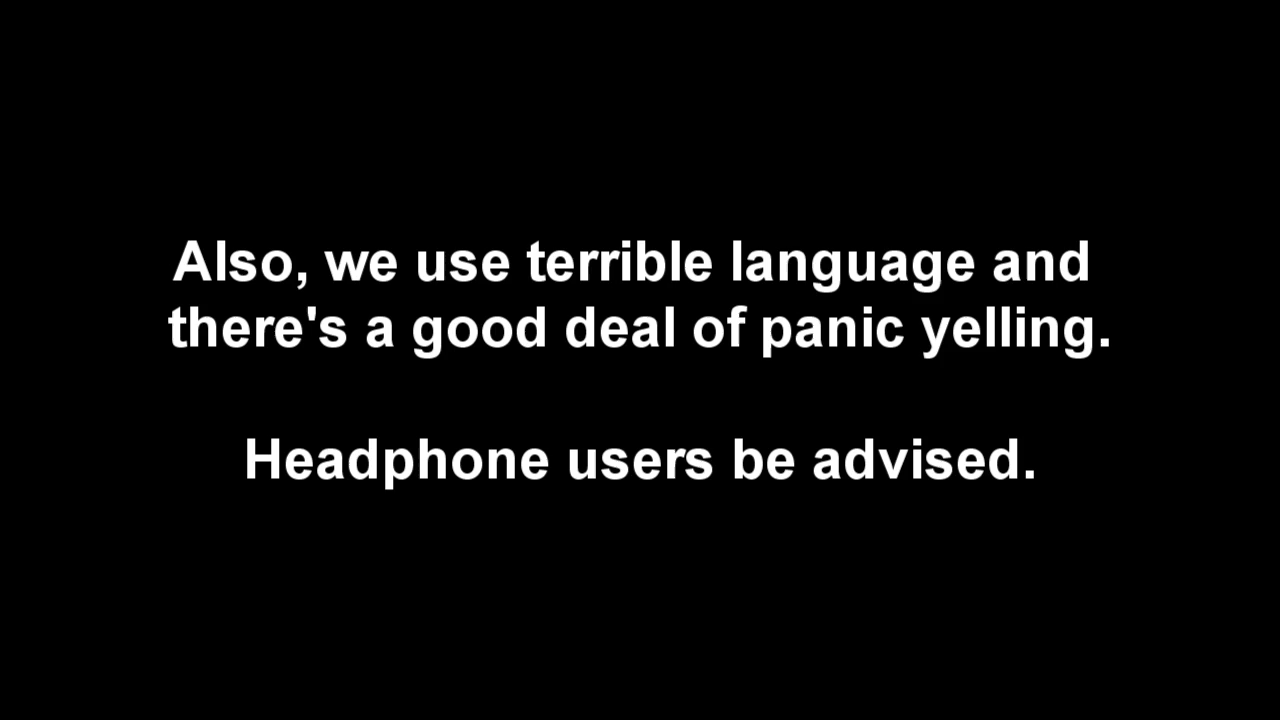 Also, we use terrible language and
there's a good deal of panic yelling.
Headphone users be advised.